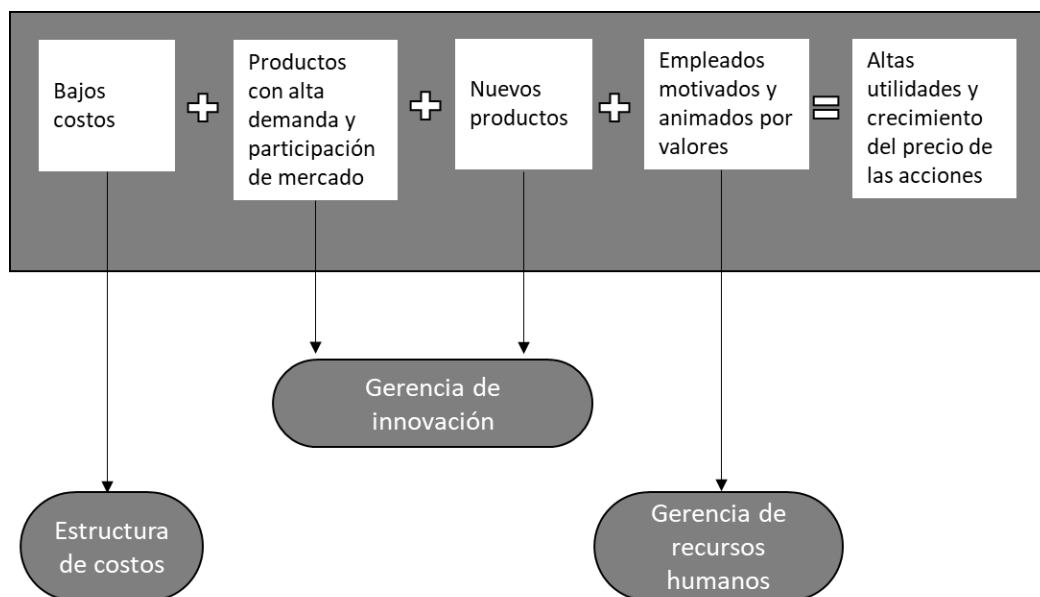 Bajos
costos
Productos
con alta
demanda y
participación
de mercado
Nuevos
productos
Empleados
motivados y
animados por
valores
Altas
utilidades y
crecimiento
del precio de
las acciones
Gerencia de
innovación
Estructura
de costos
Gerencia de
recursos
humanos